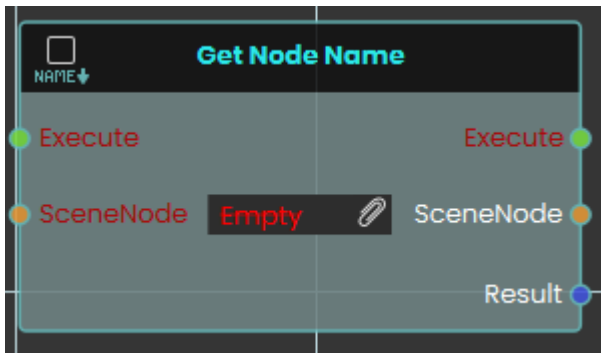 Get Node Name
NAME
Execute Execute
SceneNode Empty SceneNode
Result